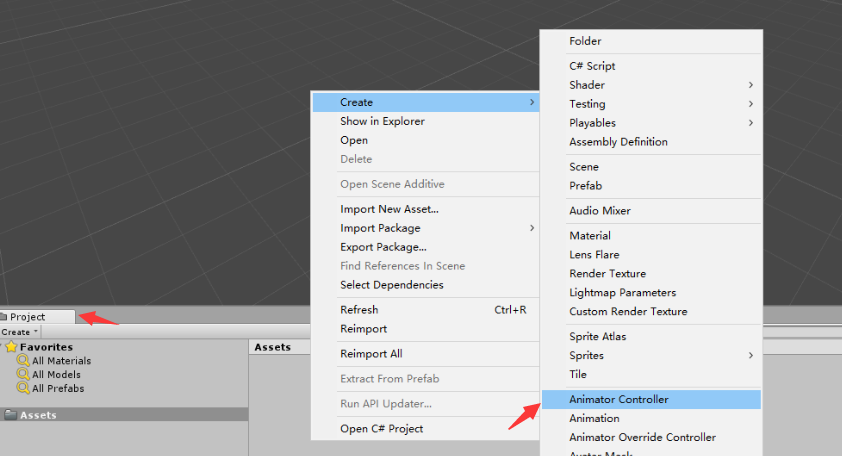 Project
Create
Favorites
All Materials
All Models
All Prefabs
Assets
Assets
Create
Show in Explorer
Open
Delete
Open Scene Additive
Import New Asset...
Import Package
Export Package...
Find References In Scene
Select Dependencies
Refresh Ctrl+R
Reimport
Reimport All
Extract From Prefab
Run API Updater...
Open C# Project
Folder
C# Script
Shader
Testing
Playables
Assembly Definition
Scene
Prefab
Audio Mixer
Material
Lens Flare
Render Texture
Lightmap Parameters
Custom Render Texture
Sprite Atlas
Sprites
Tile
Animator Controller
Animation
Animator Override Controller
Avatar Mask